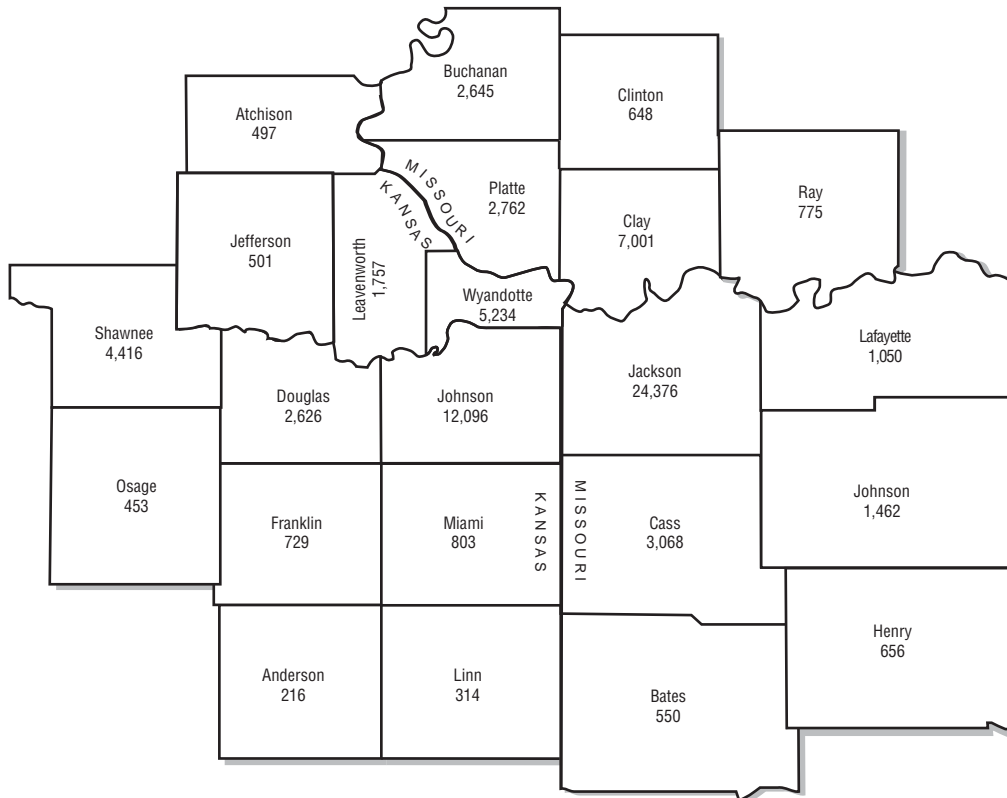 Buchanan
2,645
Clinton
648
Atchison
497
MISSOURI
KANSAS
Platte
2,762
Ray
775
Clay
7,001
Jefferson
501
Leavenworth
1,757
Wyandotte
5,234
Shawnee
4,416
Lafayette
1,050
Jackson
24,376
Douglas
2,626
Johnson
12,096
Osage
453
Johnson
1,462
Franklin
729
Miami
803
KANSAS
MISSOURI
Cass
3,068
Henry
656
Anderson
216
Linn
314
Bates
550